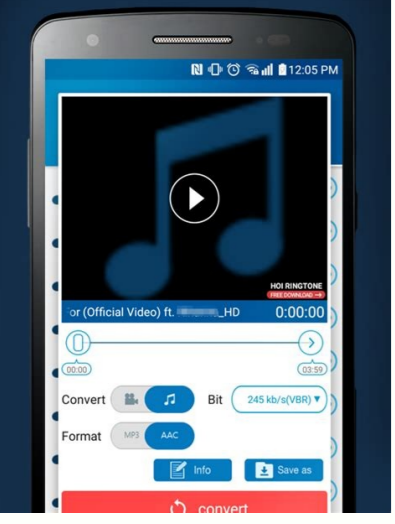 12:05 PM
HOI RINGTONE
FREE DOWNLOAD
or (Official Video) ft. _HD 0:00:00
00:00 03:59
Convert Bit 245 kb/s(VBR)
Format MP3 AAC
Info Save as
convert